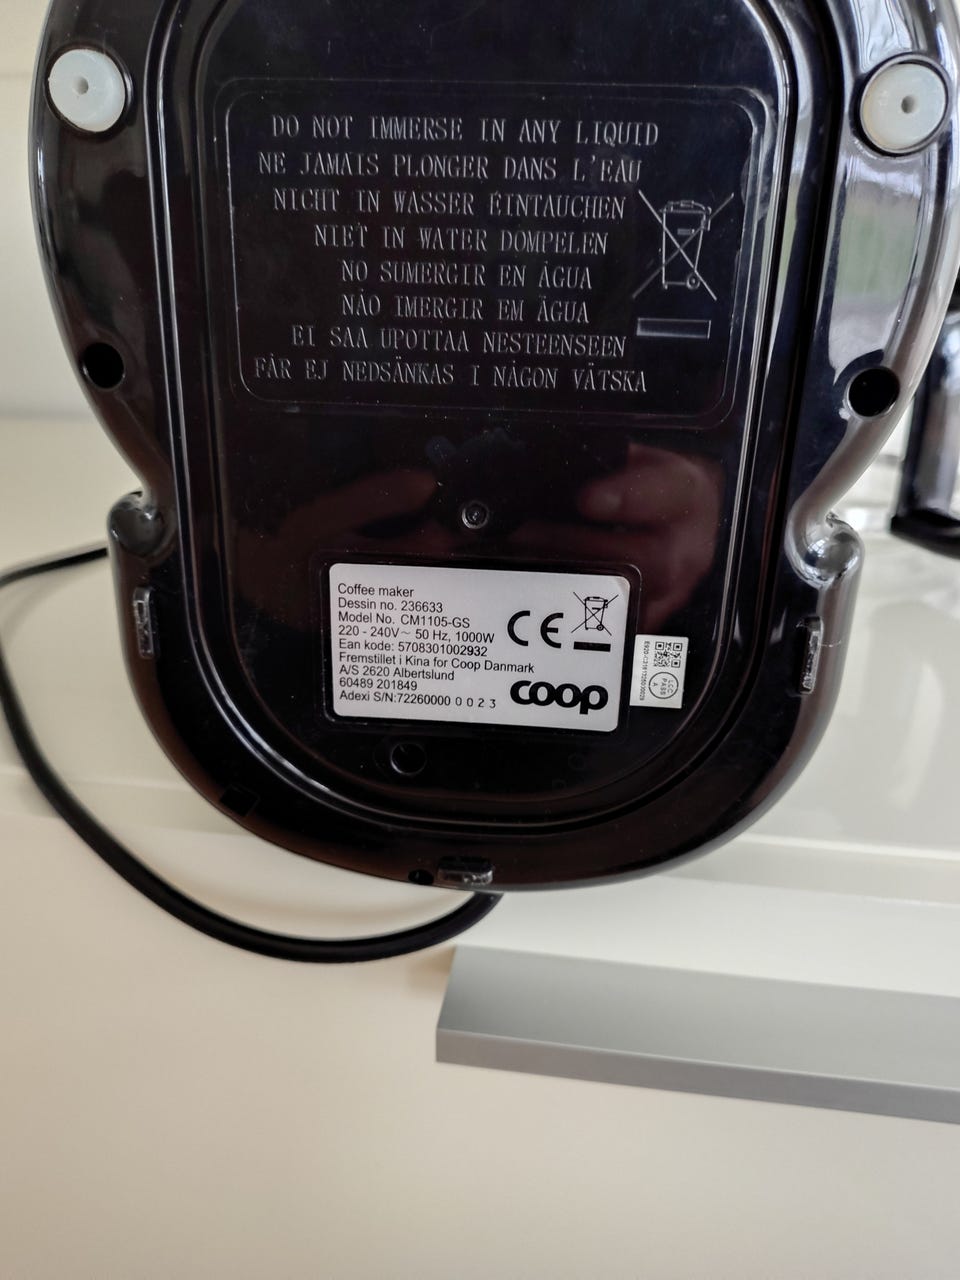 DO NOT IMMERSE IN ANY LIQUID
NE JAMAIS PLONGER DANS L'EAU
NICHT IN WASSER EINTAUCHEN
NIET IN WATER DOMPELEN
NO SUMERGIR EN ÁGUA
NÃO IMERGIR EM ÁGUA
EI SAA UPOTTAA NESTEENSEEN
FÅR EJ NEDSÄNKAS I NÅGON VÄTSKA
Coffee maker
Dessin no. 236633
Model No. CM1105-GS
220 - 240V~ 50 Hz, 1000W
Ean kode: 5708301002932
Fremstillet i Kina for Coop Danmark
A/S 2620 Albertslund
60489 201849
Adexi S/N:72260000 0 0 2 3
CE
coop
PASS
A